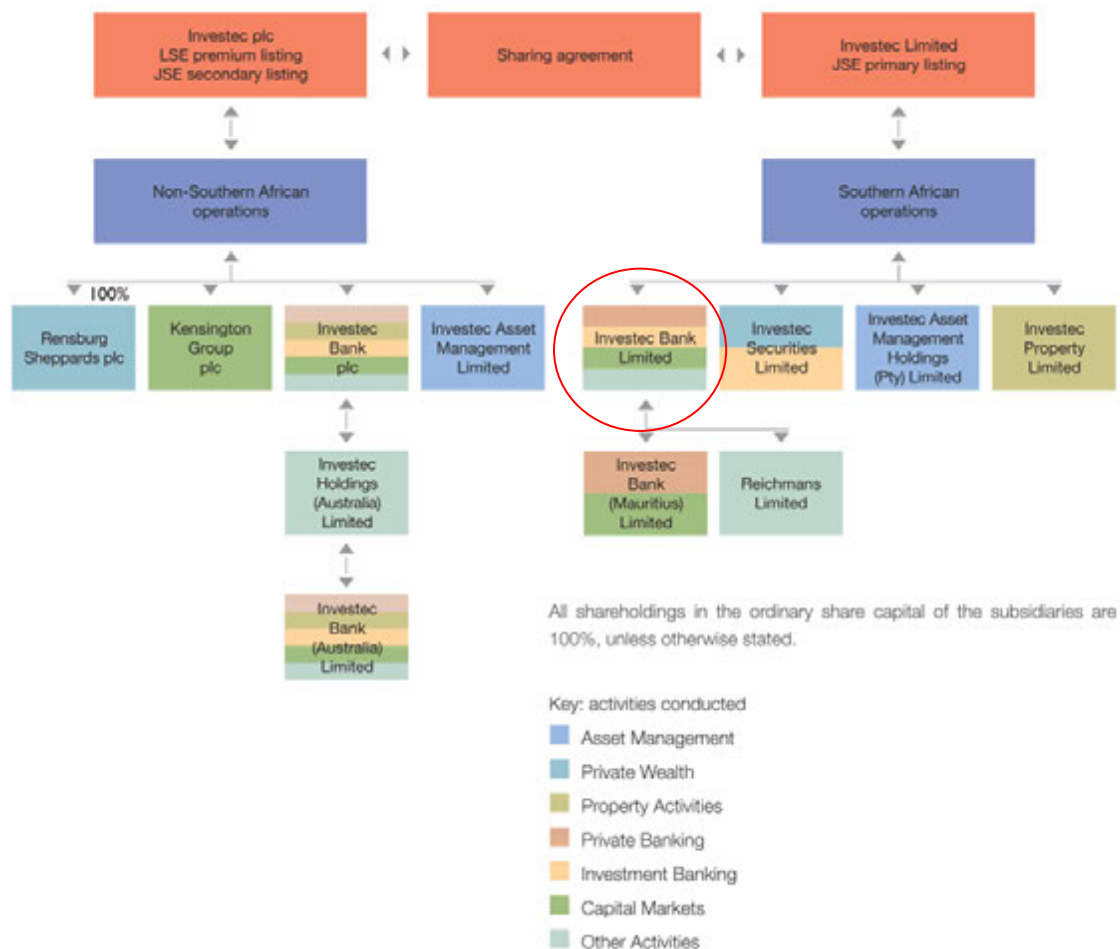 Investec plc
LSE premium listing
JSE secondary listing
Sharing agreement
Investec Limited
JSE primary listing
Non-Southern African
operations
Southern African
operations
100%
Rensburg
Sheppards plc
Kensington
Group
plc
Investec
Bank
plc
Investec Asset
Management
Limited
Investec Bank
Limited
Investec
Securities
Limited
Investec Asset
Management
Holdings
(Pty) Limited
Investec
Property
Limited
Investec
Holdings
(Australia)
Limited
Investec
Bank
(Mauritius)
Limited
Reichmans
Limited
Investec
Bank
(Australia)
Limited
All shareholdings in the ordinary share capital of the subsidiaries are
100%, unless otherwise stated.
Key: activities conducted
Asset Management
Private Wealth
Property Activities
Private Banking
Investment Banking
Capital Markets
Other Activities